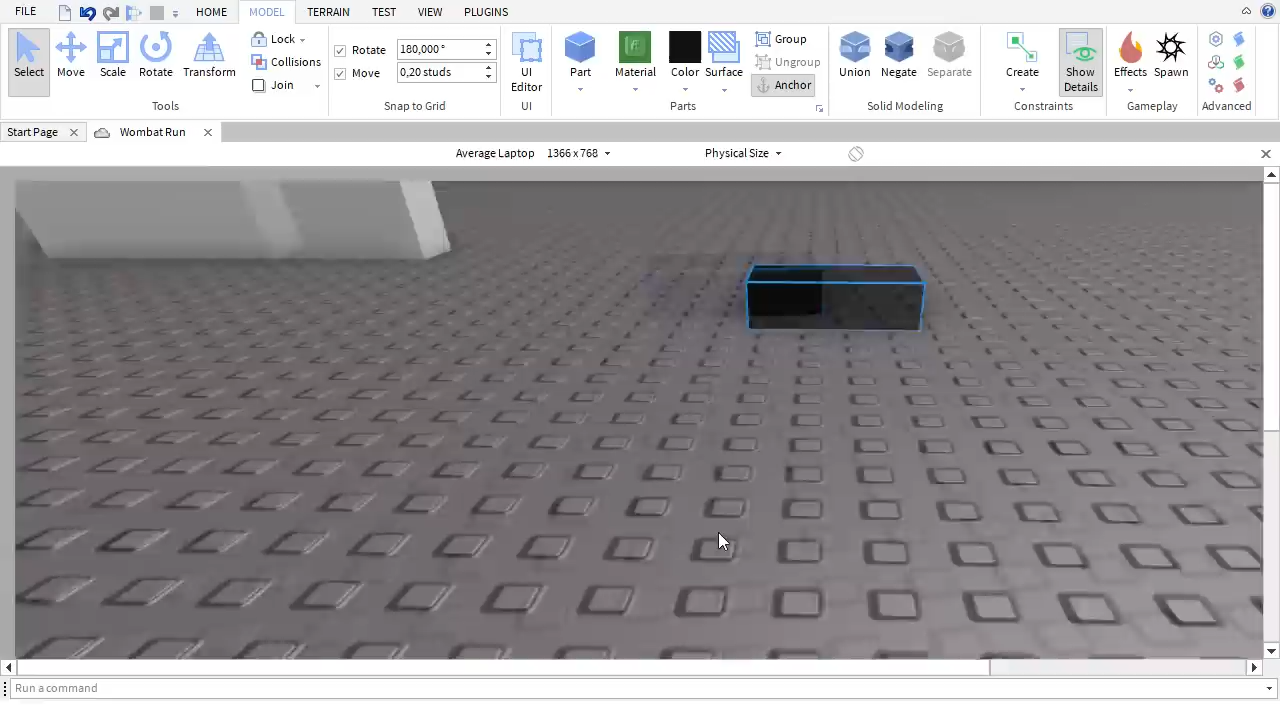 FILE HOME MODEL TERRAIN TEST VIEW PLUGINS
Select Move Scale Rotate Transform
Lock
Collisions
Join
Tools
Rotate 180,000°
Move 0,20 studs
Snap to Grid
UI
Editor
UI
Part Material Color Surface
Group
Ungroup
Anchor
Parts
Union Negate Separate
Solid Modeling
Create Show
Details
Constraints
Effects Spawn
Gameplay
Advanced
Start Page Wombat Run
Average Laptop 1366 x 768 Physical Size
Run a command